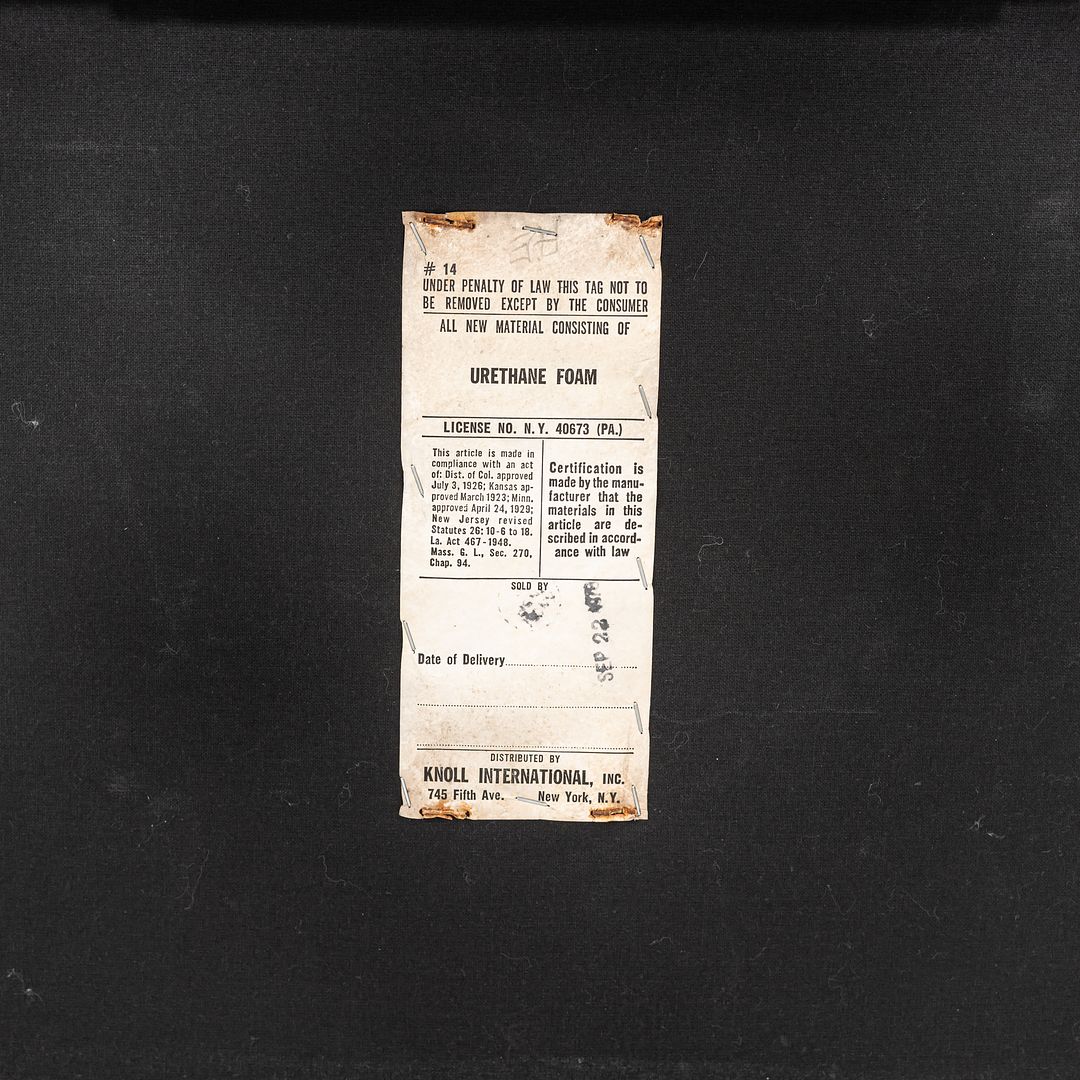 # 14
UNDER PENALTY OF LAW THIS TAG NOT TO
BE REMOVED EXCEPT BY THE CONSUMER
ALL NEW MATERIAL CONSISTING OF
URETHANE FOAM
LICENSE NO. N.Y. 40673 (PA.)
This article is made in
compliance with an act
of: Dist. of Col. approved
July 3, 1926; Kansas ap-
proved March 1923; Minn.
approved April 24, 1929;
New Jersey revised
Statutes 26: 10-6 to 18.
La. Act 467-1948.
Mass. G. L., Sec. 270,
Chap. 94.
Certification is
made by the manu-
facturer that the
materials in this
article are de-
scribed in accord-
ance with law
SOLD BY
SEP 22
Date of Delivery
DISTRIBUTED BY
KNOLL INTERNATIONAL, INC.
745 Fifth Ave. New York, N.Y.